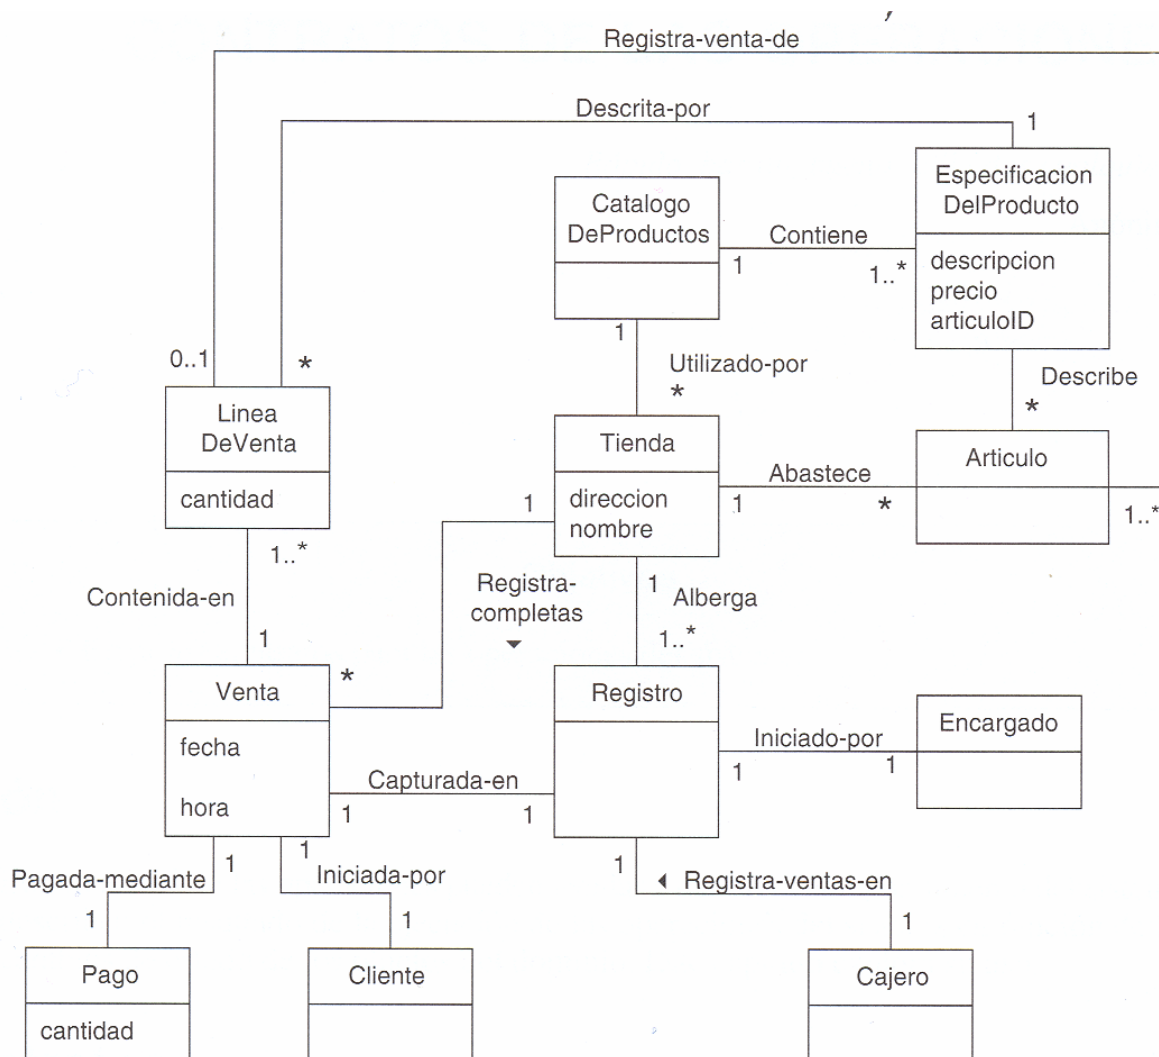 Registra-venta-de
Descrita-por
1
Especificacion
DelProducto
descripcion
precio
articuloID
Catalogo
DeProductos
Contiene
1
1..*
1
Utilizado-por
*
Describe
*
0..1
*
Linea
DeVenta
cantidad
Tienda
direccion
nombre
Abastece
1
*
Articulo
1..*
1
1..*
Contenida-en
1
Registra-
completas
1
Alberga
1..*
Venta
fecha
hora
*
Registro
Iniciado-por
1
1
Encargado
Capturada-en
1
1
Pagada-mediante
1
1
Iniciada-por
1
1
1
Registra-ventas-en
1
Pago
cantidad
Cliente
Cajero